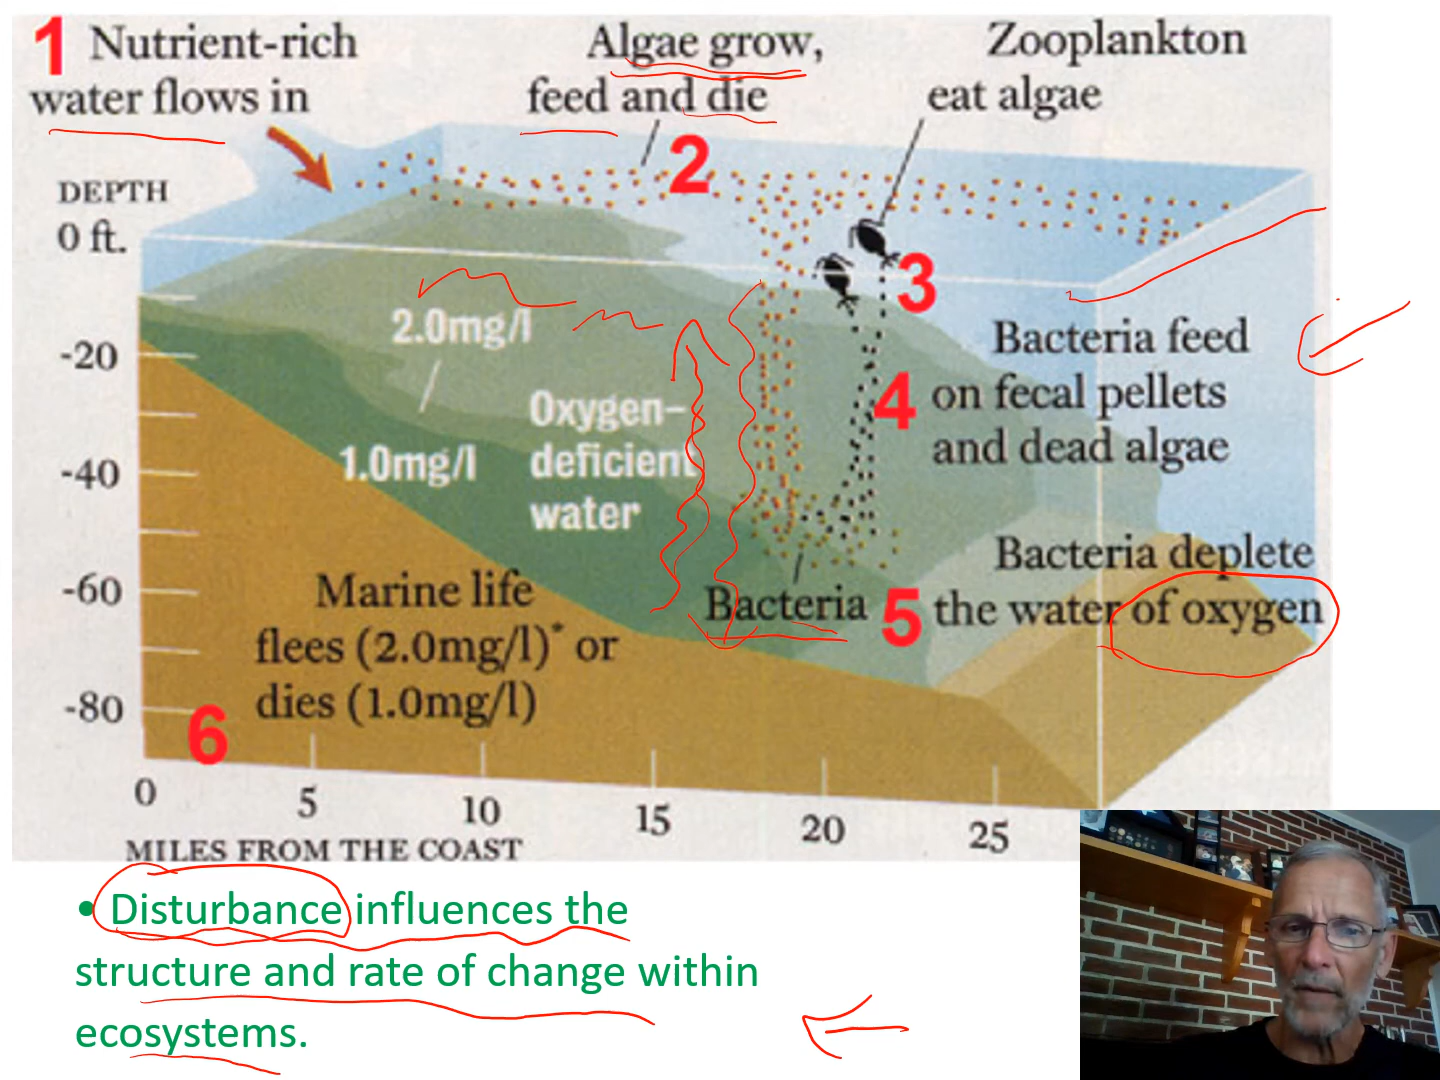 1 Nutrient-rich
water flows in
Algae grow,
feed and die
2
Zooplankton
eat algae
3
DEPTH
0 ft.
-20
-40
-60
-80
2.0mg/l
1.0mg/l
Oxygen-
deficient
water
Bacteria feed
4 on fecal pellets
and dead algae
Bacteria deplete
5 the water of oxygen
Bacteria
Marine life
flees (2.0mg/l)* or
dies (1.0mg/l)
6
0 5 10 15 20 25
MILES FROM THE COAST
• Disturbance influences the
structure and rate of change within
ecosystems.